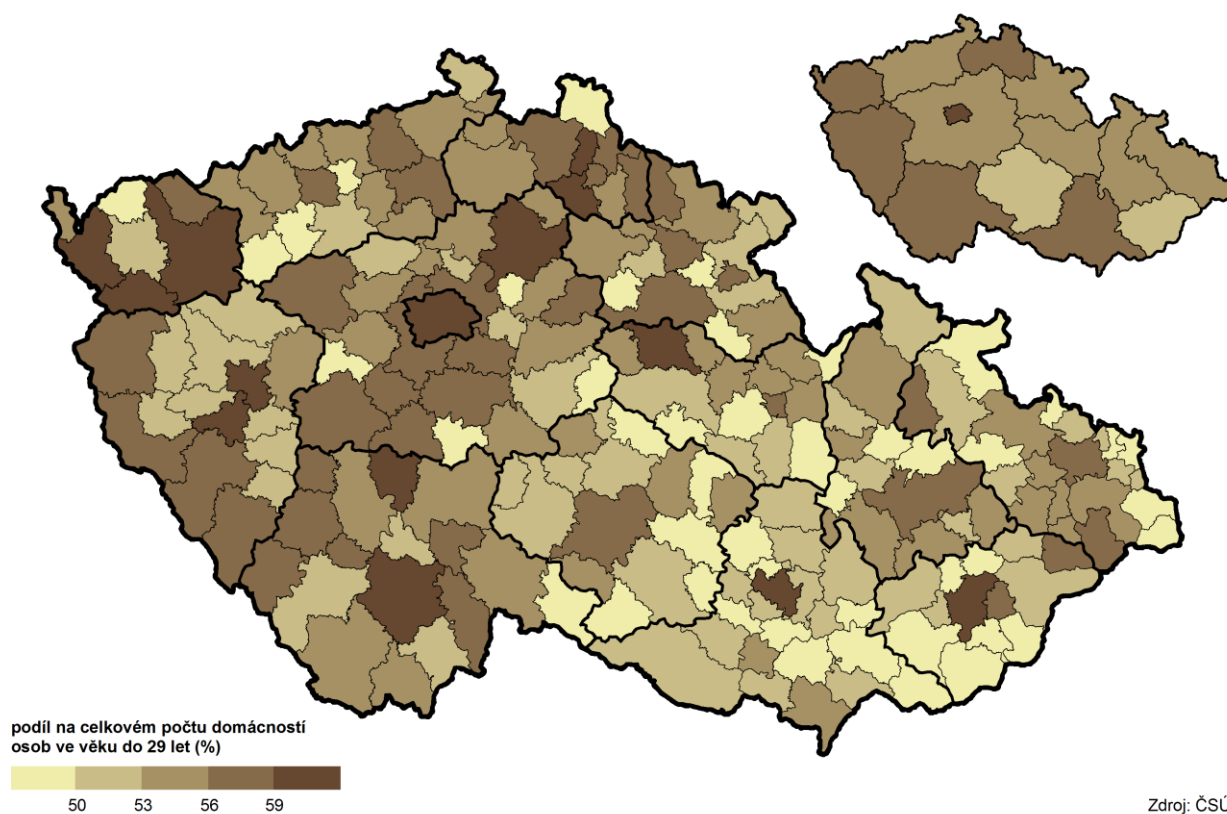 podíl na celkovém počtu domácností
osob ve věku do 29 let (%)
50 53 56 59
Zdroj: ČSÚ